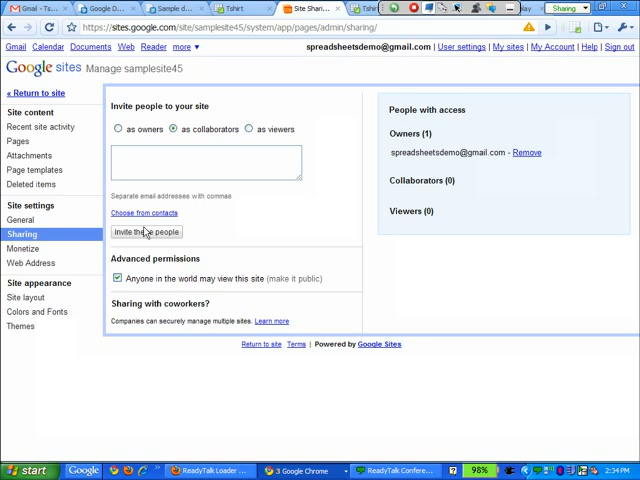 Gmail - Tsh
Google D
Sample d
Tshirt
Site Shari
Tshirt
Sharing
https://sites.google.com/site/samplesite45/system/app/pages/admin/sharing/
Gmail Calendar Documents Web Reader more ▼
spreadsheetsdemo@gmail.com | User settings | My sites | My Account | Help | Sign out
Google sites Manage samplesite45
« Return to site
Site content
Recent site activity
Pages
Attachments
Page templates
Deleted items
Site settings
General
Sharing
Monetize
Web Address
Site appearance
Site layout
Colors and Fonts
Themes
Invite people to your site
as owners as collaborators as viewers
Separate email addresses with commas
Choose from contacts
Invite these people
Advanced permissions
Anyone in the world may view this site (make it public)
Sharing with coworkers?
Companies can securely manage multiple sites. Learn more
People with access
Owners (1)
spreadsheetsdemo@gmail.com - Remove
Collaborators (0)
Viewers (0)
Return to site Terms | Powered by Google Sites
start
Google
ReadyTalk Loader ...
3 Google Chrome
ReadyTalk Confere...
98%
2:34 PM